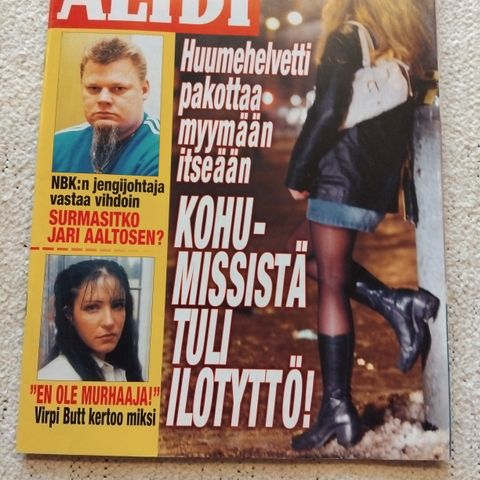 ALIBI
NBK:n jengijohtaja
vastaa vihdoin
SURMASITKO
JARI AALTOSEN?
"EN OLE MURHAAJA!"
Virpi Butt kertoo miksi
Huumehelvetti
pakottaa
myymään
itseään
KOHU-
MISSISTÄ
TULI
ILOTYTTÖ!